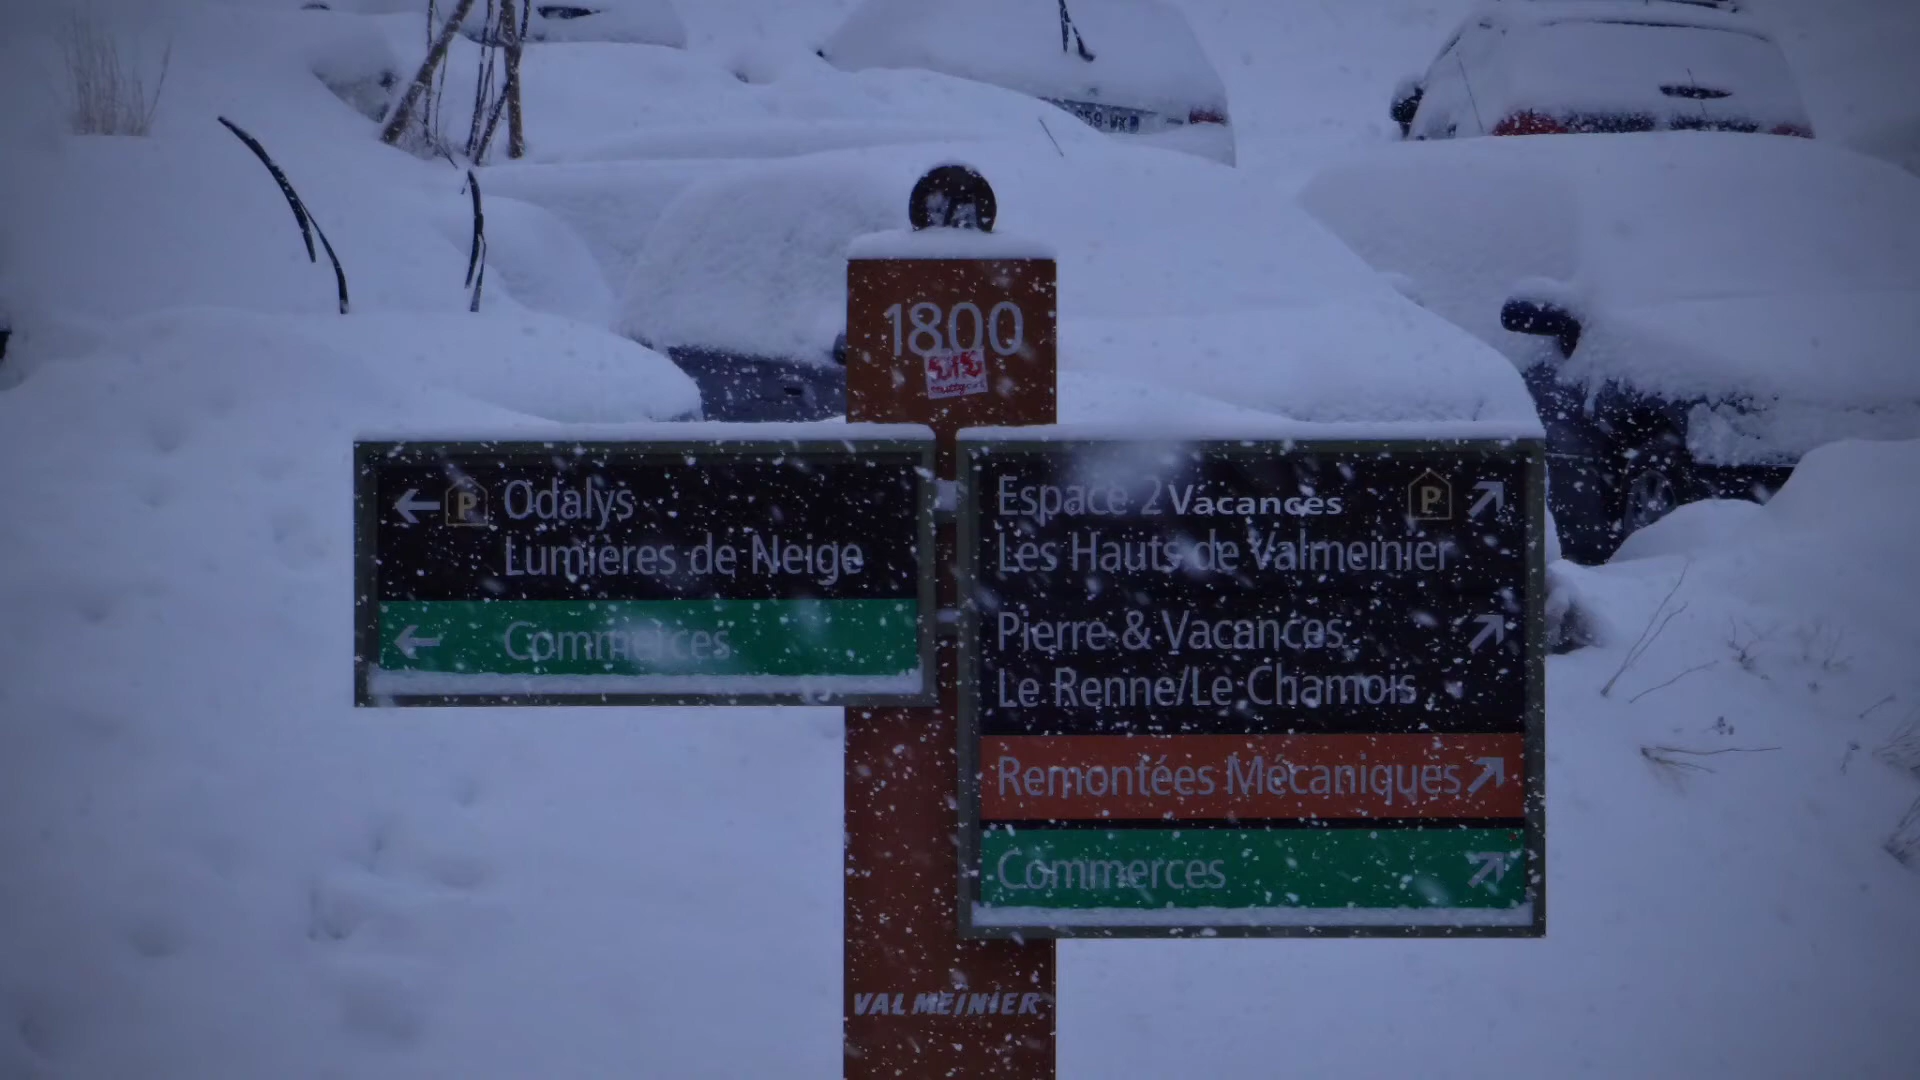 1800
Odalys
Lumières de Neige
Commerces
Espace 2 Vacances
Les Hauts de Valmeinier
Pierre & Vacances
Le Renne/Le Chamois
Remontées Mécaniques
Commerces
VALMEINIER
P
P